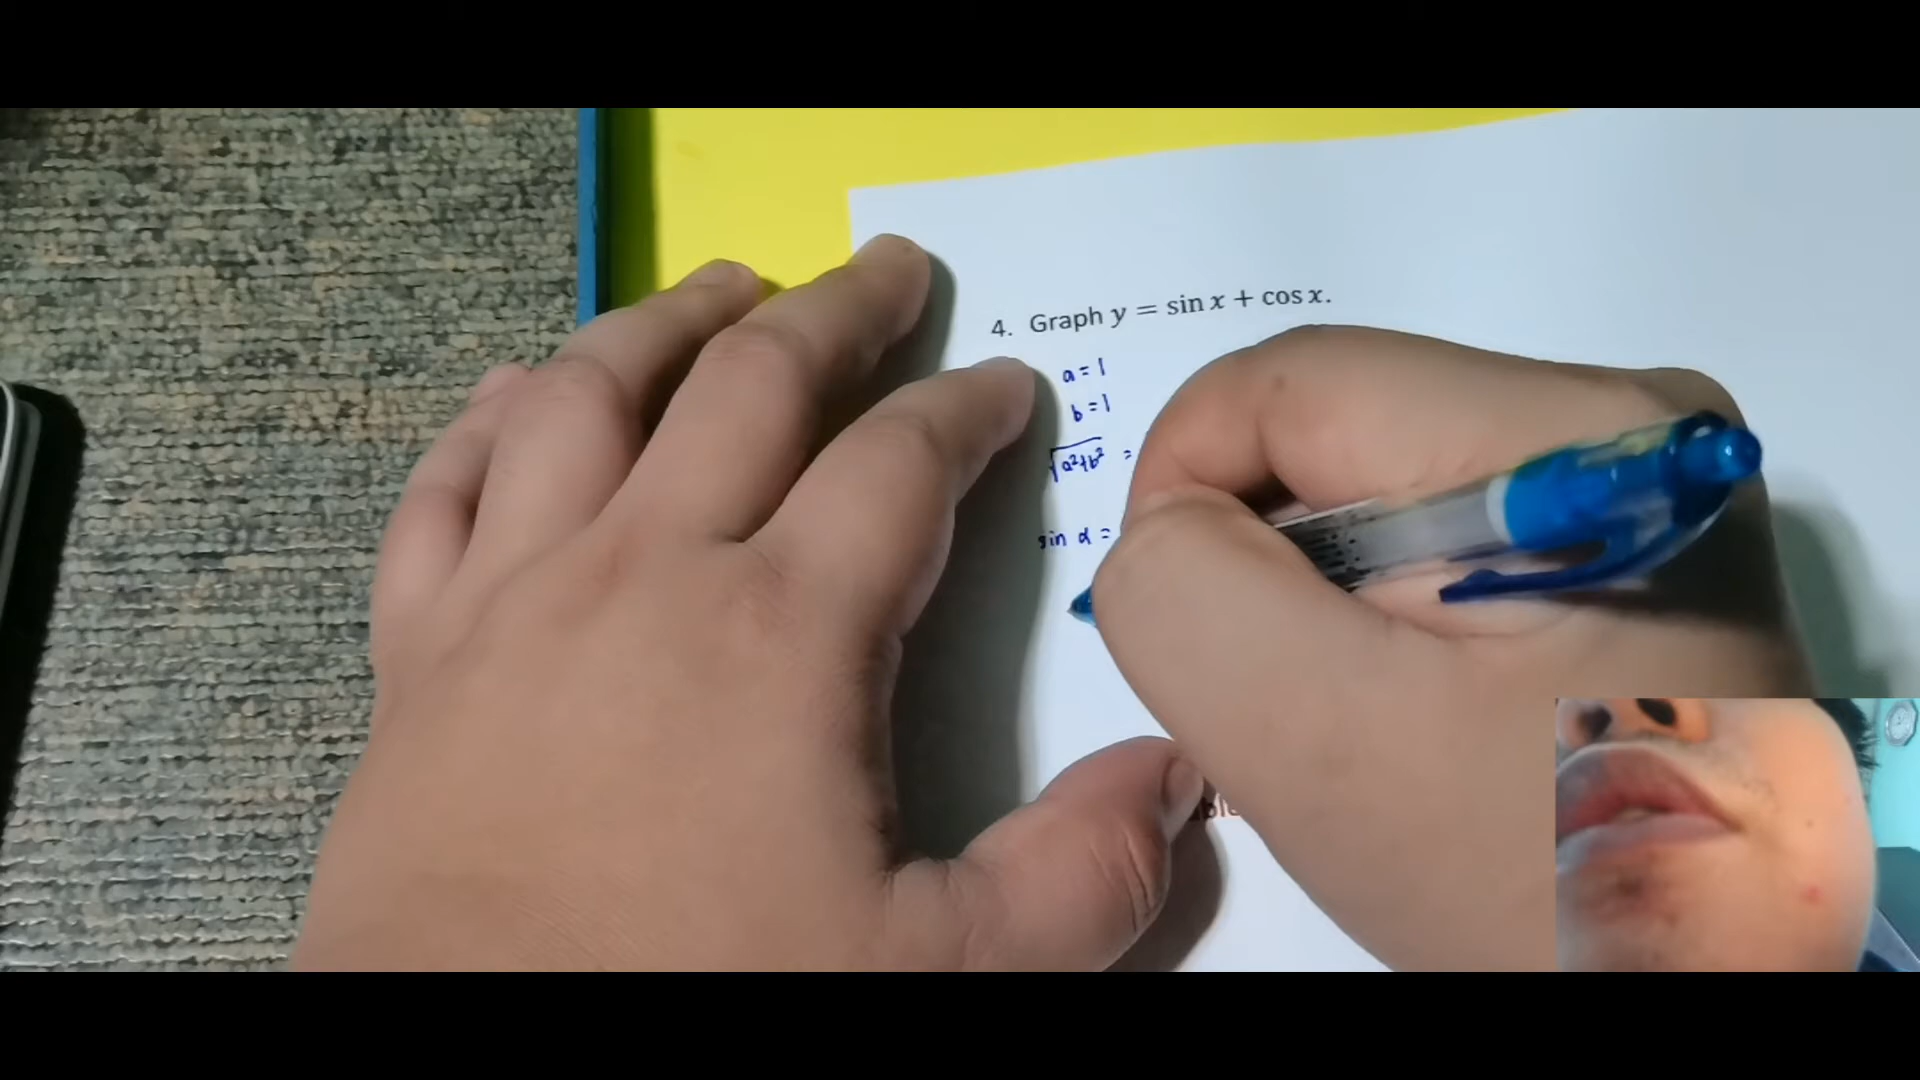 4. Graph y = sin x + cos x.
a = 1
b = 1
√a²+b² =
sin α =